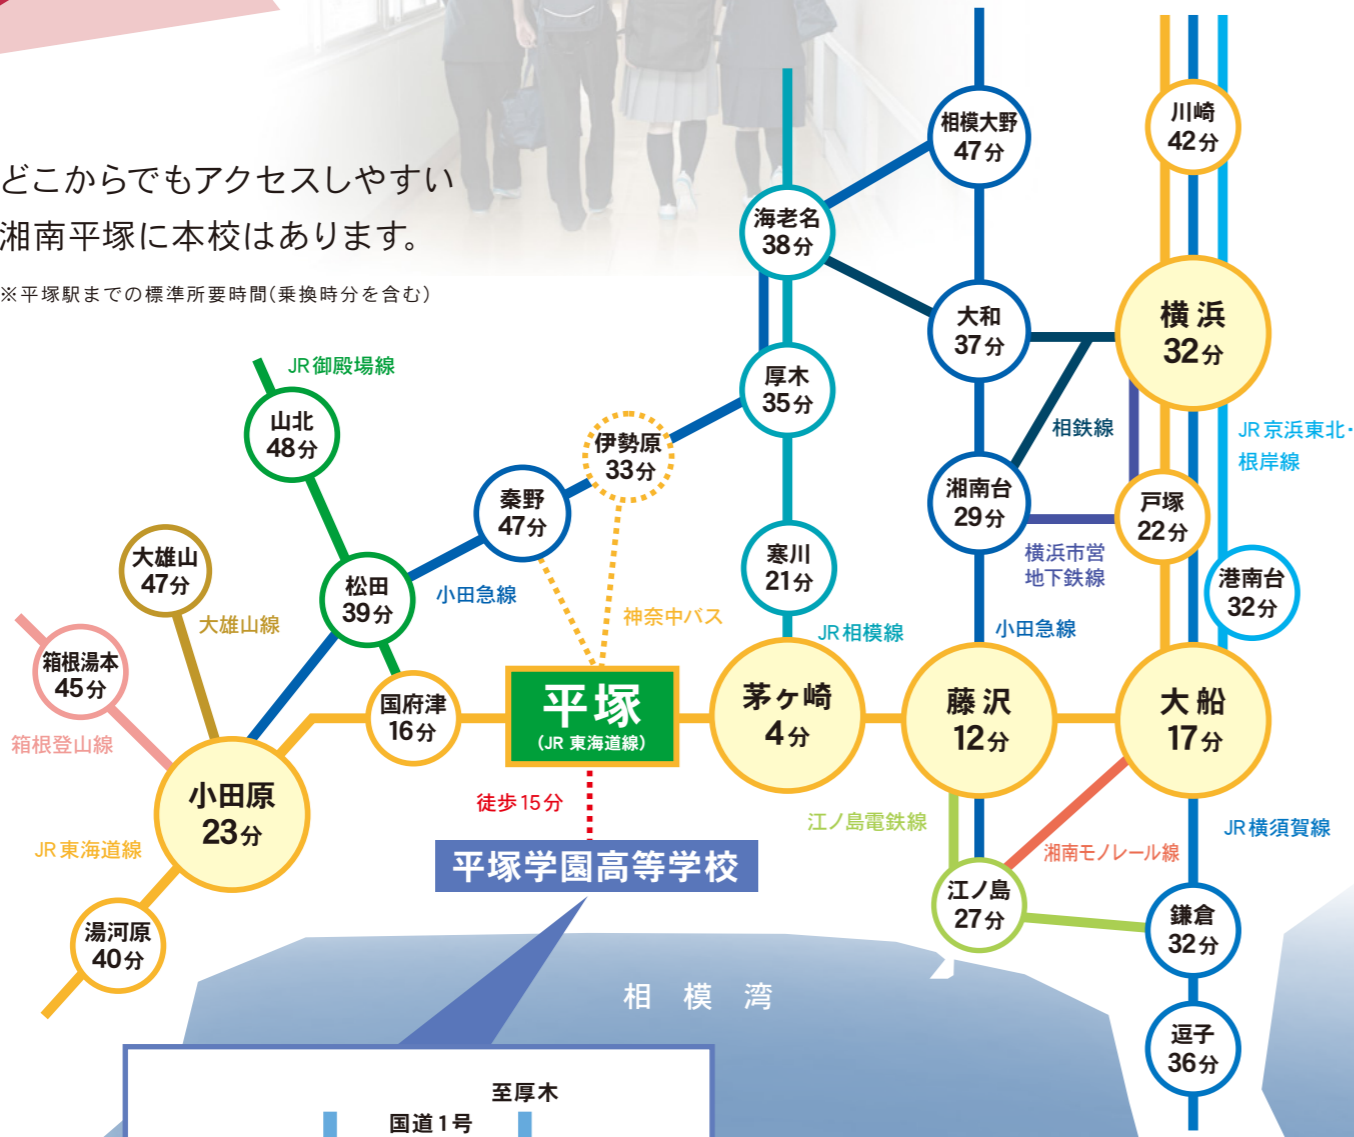 どこからでもアクセスしやすい
湘南平塚に本校はあります。
※平塚駅までの標準所要時間(乗換時分を含む)
JR御殿場線
山北
48分
大雄山
47分
大雄山線
松田
39分
箱根湯本
45分
箱根登山線
小田原
23分
JR東海道線
湯河原
40分
国府津
16分
小田急線
秦野
47分
伊勢原
33分
神奈中バス
平塚
(JR 東海道線)
徒歩15分
平塚学園高等学校
海老名
38分
厚木
35分
寒川
21分
JR相模線
茅ヶ崎
4分
相模大野
47分
大和
37分
相鉄線
湘南台
29分
横浜市営
地下鉄線
小田急線
藤沢
12分
江ノ島電鉄線
江ノ島
27分
湘南モノレール線
川崎
42分
横浜
32分
JR京浜東北・
根岸線
戸塚
22分
港南台
32分
大船
17分
JR横須賀線
鎌倉
32分
逗子
36分
相模湾
至厚木
国道1号